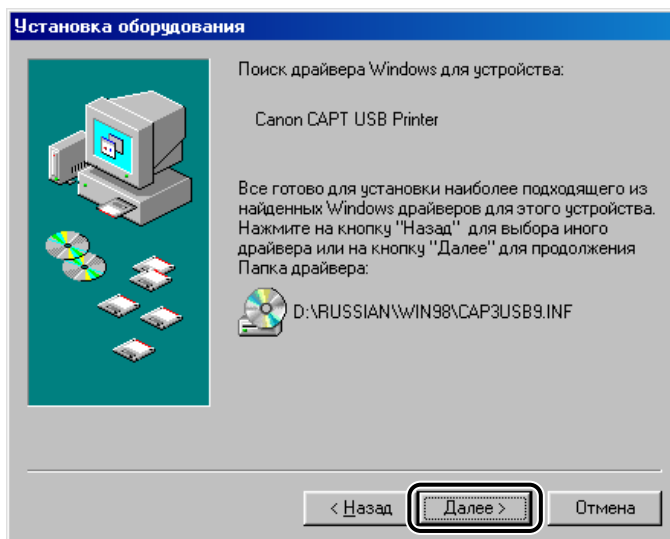 Установка оборудования
Поиск драйвера Windows для устройства:
Canon CAPT USB Printer
Все готово для установки наиболее подходящего из
найденных Windows драйверов для этого устройства.
Нажмите на кнопку "Назад" для выбора иного
драйвера или на кнопку "Далее" для продолжения
Папка драйвера:
D:\RUSSIAN\WIN98\CAP3USB9.INF
< Назад
Далее >
Отмена